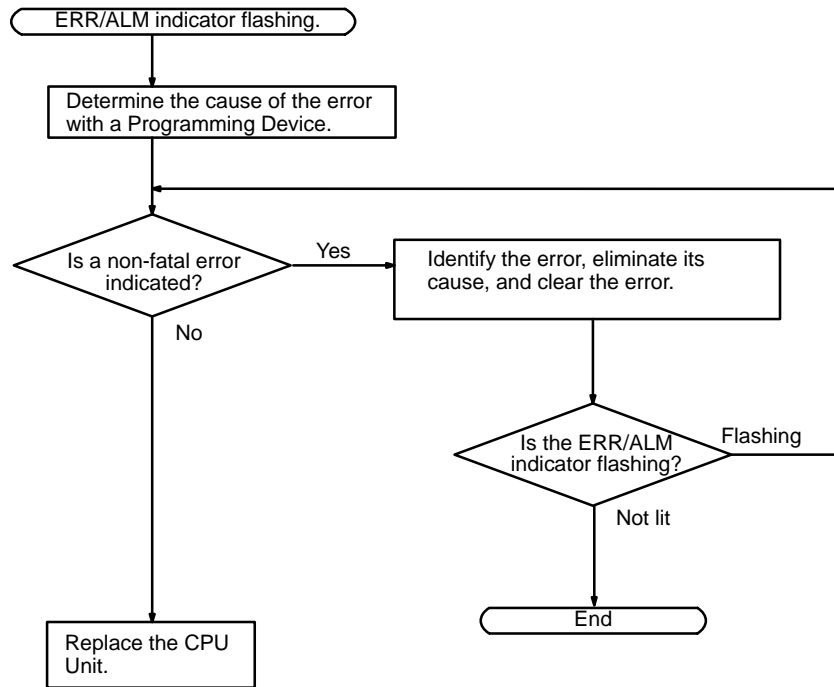 ERR/ALM indicator flashing.
Determine the cause of the error
with a Programming Device.
Is a non-fatal error
indicated?
Yes
No
Identify the error, eliminate its
cause, and clear the error.
Is the ERR/ALM
indicator flashing?
Flashing
Not lit
End
Replace the CPU
Unit.